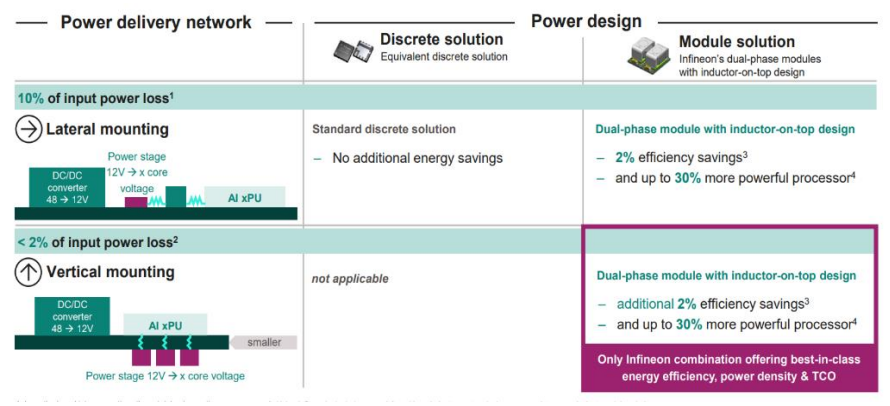 Power delivery network
Power design
Discrete solution
Equivalent discrete solution
Module solution
Infineon's dual-phase modules
with inductor-on-top design
10% of input power loss¹
Lateral mounting
Power stage
12V → x core
voltage
DC/DC
converter
48 → 12V
AI xPU
Standard discrete solution
– No additional energy savings
Dual-phase module with inductor-on-top design
– 2% efficiency savings³
– and up to 30% more powerful processor⁴
< 2% of input power loss²
Vertical mounting
DC/DC
converter
48 → 12V
AI xPU
smaller
Power stage 12V → x core voltage
not applicable
Dual-phase module with inductor-on-top design
– additional 2% efficiency savings³
– and up to 30% more powerful processor⁴
Only Infineon combination offering best-in-class
energy efficiency, power density & TCO